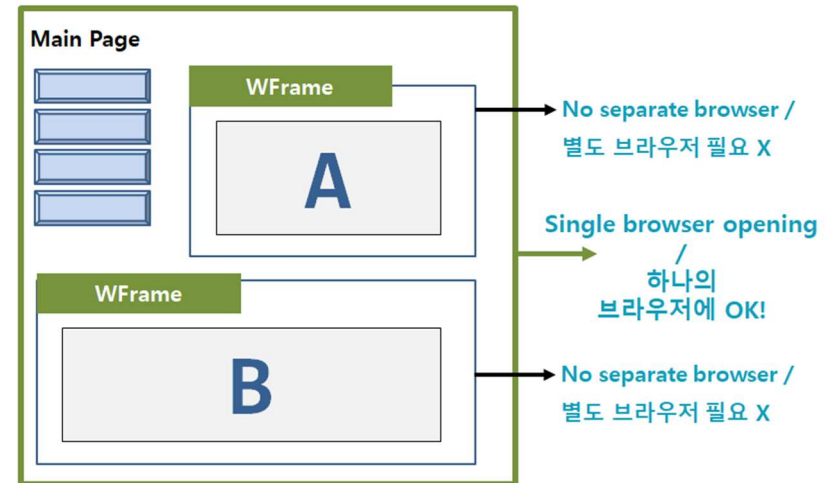 Main Page
WFrame
A
No separate browser /
별도 브라우저 필요 X
Single browser opening
/
하나의
브라우저에 OK!
WFrame
B
No separate browser /
별도 브라우저 필요 X